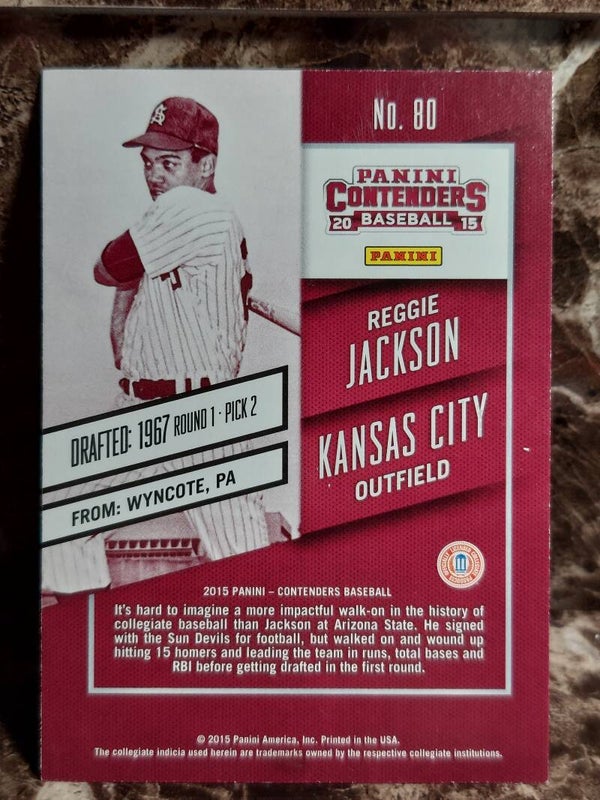 No. 80
PANINI
CONTENDERS
20 BASEBALL 15
PANINI
REGGIE
JACKSON
KANSAS CITY
OUTFIELD
DRAFTED: 1967 ROUND 1 · PICK 2
FROM: WYNCOTE, PA
2015 PANINI – CONTENDERS BASEBALL
It's hard to imagine a more impactful walk-on in the history of
collegiate baseball than Jackson at Arizona State. He signed
with the Sun Devils for football, but walked on and wound up
hitting 15 homers and leading the team in runs, total bases and
RBI before getting drafted in the first round.
© 2015 Panini America, Inc. Printed in the USA.
The collegiate indicia used herein are trademarks owned by the respective collegiate institutions.